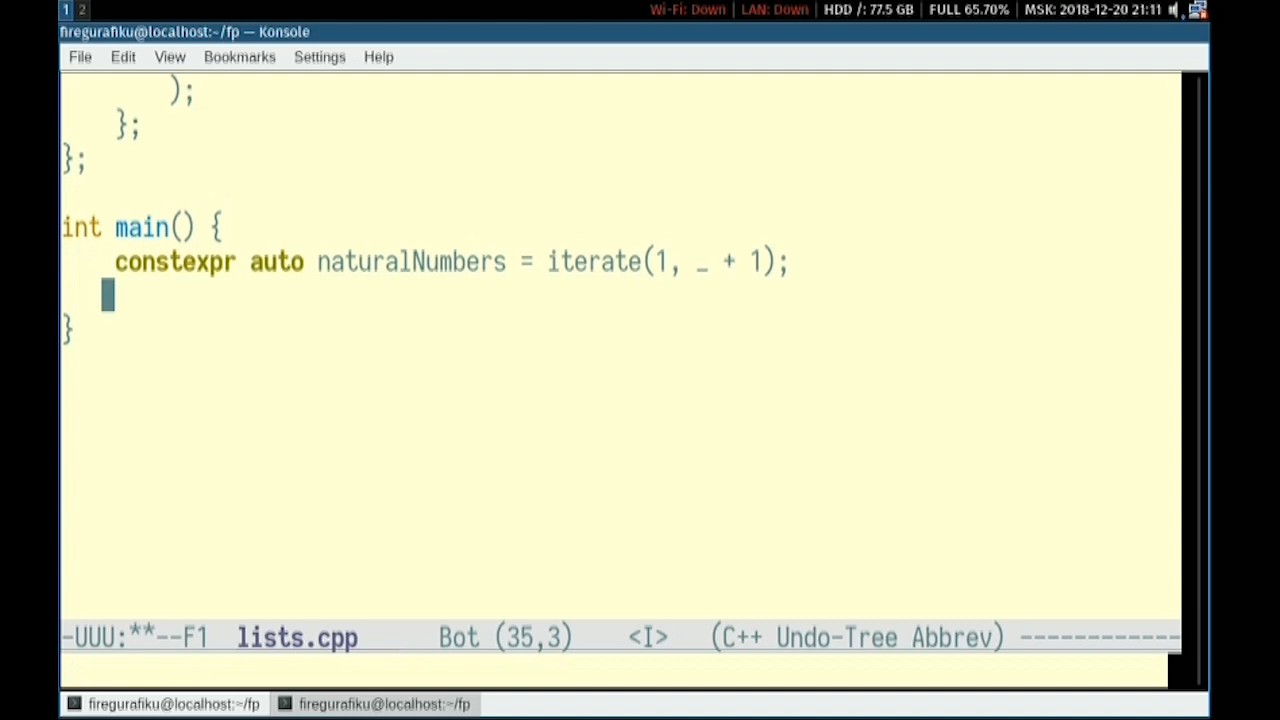 1 2 Wi-Fi: Down | LAN: Down | HDD /: 77.5 GB | FULL 65.70% | MSK: 2018-12-20 21:11
firegurafiku@localhost:~/fp — Konsole
File Edit View Bookmarks Settings Help
);
};
};
int main() {
constexpr auto naturalNumbers = iterate(1, _ + 1);
}
-UUU:**--F1 lists.cpp Bot (35,3) <I> (C++ Undo-Tree Abbrev) ------------
firegurafiku@localhost:~/fp firegurafiku@localhost:~/fp